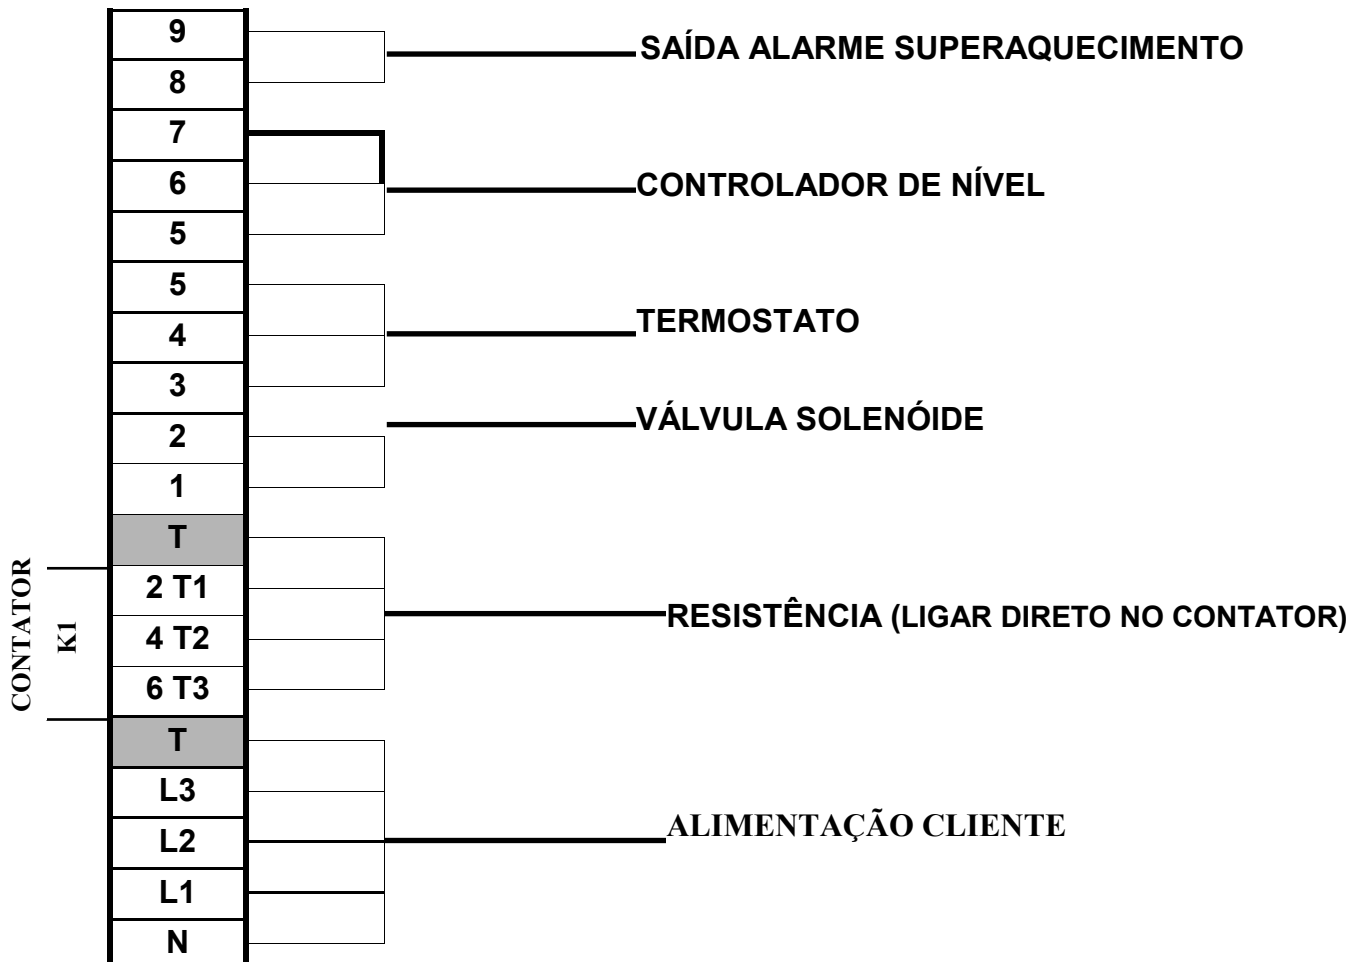 9
SAÍDA ALARME SUPERAQUECIMENTO
8
7
6
CONTROLADOR DE NÍVEL
5
5
TERMOSTATO
4
3
VÁLVULA SOLENÓIDE
2
1
T
CONTATOR
K1
2 T1
RESISTÊNCIA (LIGAR DIRETO NO CONTATOR)
4 T2
6 T3
T
L3
ALIMENTAÇÃO CLIENTE
L2
L1
N